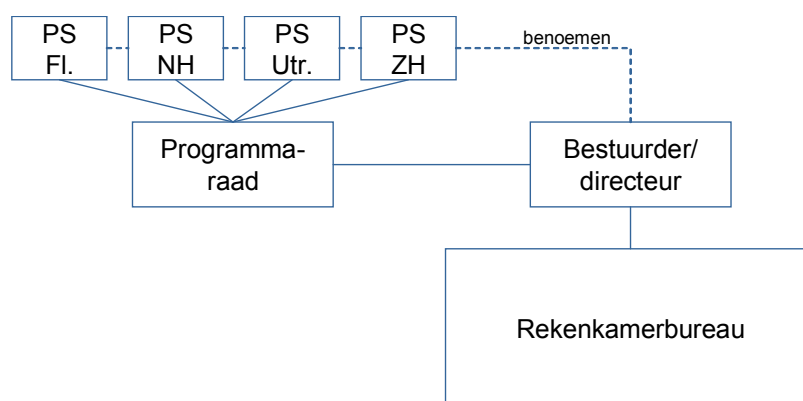 PS
Fl.
PS
NH
PS
Utr.
PS
ZH
benoemen
Programma-
raad
Bestuurder/
directeur
Rekenkamerbureau